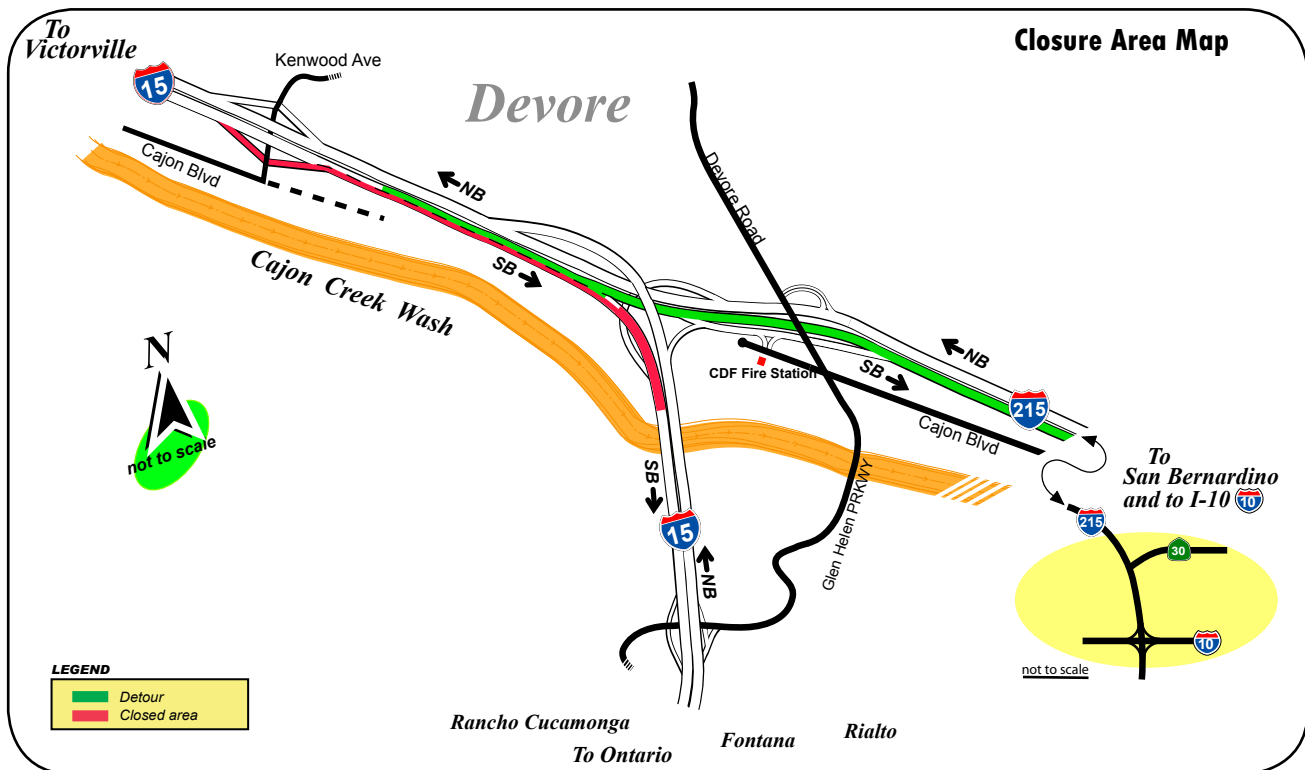 To
Victorville
Closure Area Map
15
Kenwood Ave
Devore
Cajon Blvd
NB
Devore Road
SB
Cajon Creek Wash
N
not to scale
CDF Fire Station
NB
SB
215
Cajon Blvd
To
San Bernardino
and to I-10 10
SB
15
NB
Glen Helen PRKWY
215
30
10
not to scale
LEGEND
Detour
Closed area
Rancho Cucamonga
To Ontario
Fontana
Rialto